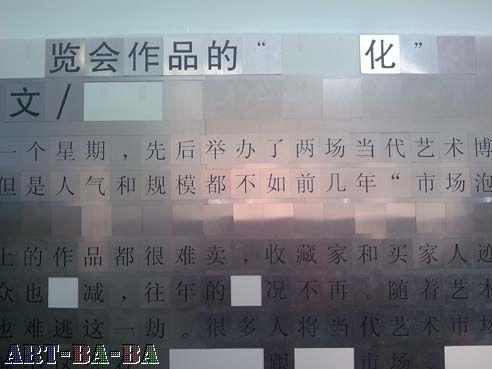 览会作品的“ 化”
文/
一个星期，先后举办了两场当代艺术博
但是人气和规模都不如前几年“市场泡
上的作品都很难卖，收藏家和买家人迹
众也 减，往年的 况不再。随着艺术
也难逃这一劫。很多人将当代艺术市场
跟 市场
ART-BA-BA